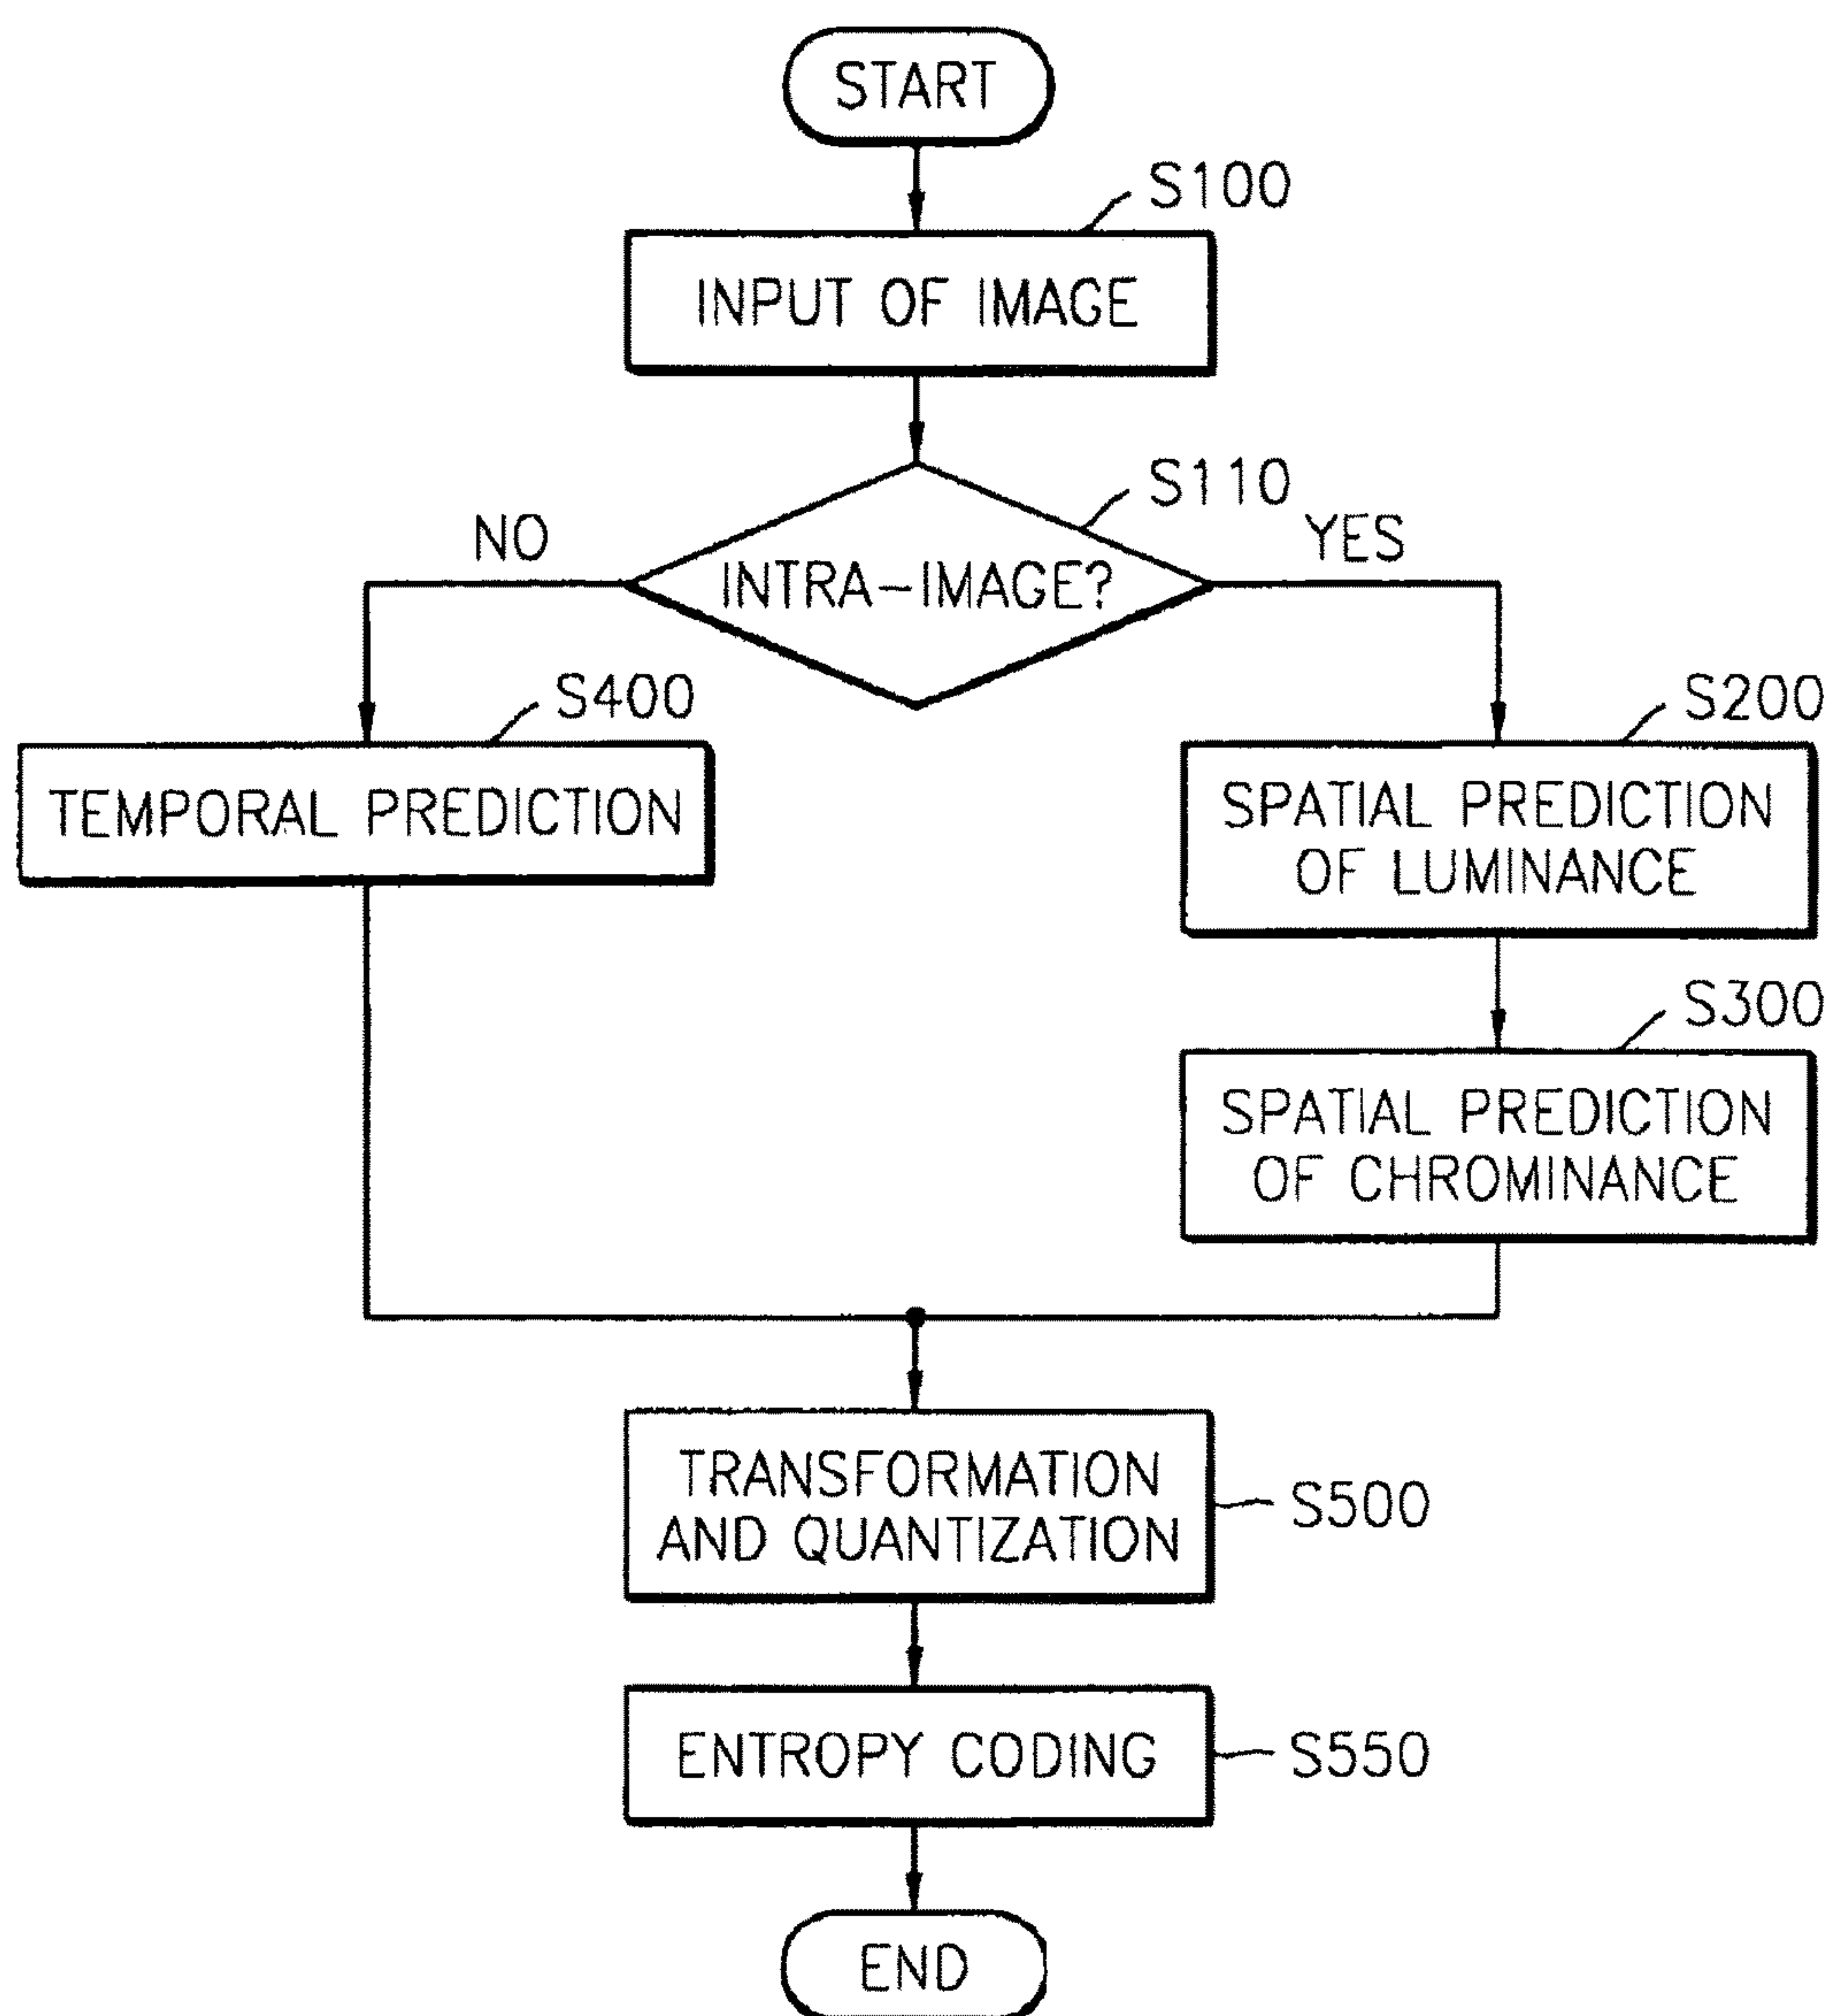 START
S100
INPUT OF IMAGE
S110
NO
YES
INTRA-IMAGE?
S400
S200
TEMPORAL PREDICTION
SPATIAL PREDICTION
OF LUMINANCE
S300
SPATIAL PREDICTION
OF CHROMINANCE
TRANSFORMATION
AND QUANTIZATION
S500
ENTROPY CODING
S550
END